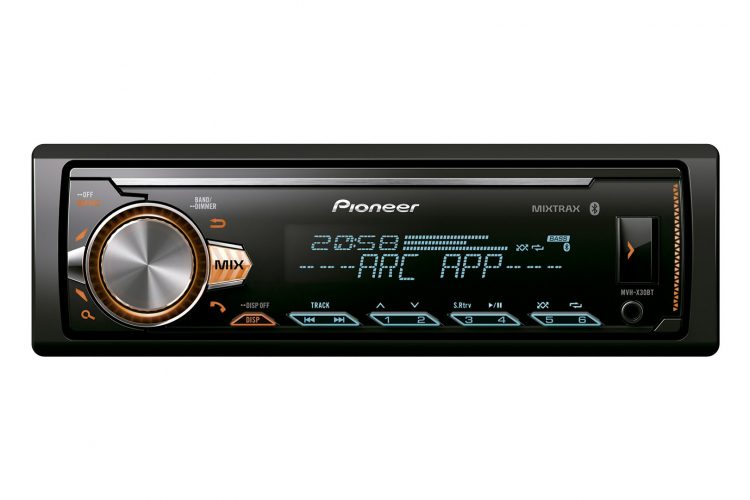 OFF
BAND/
DIMMER
Pioneer
MIXTRAX
20:58
BASS
MIX
----ARC APP----
MVH-X30BT
DISP OFF
TRACK
S.Rtrv
DISP
1 2 3 4 5 6